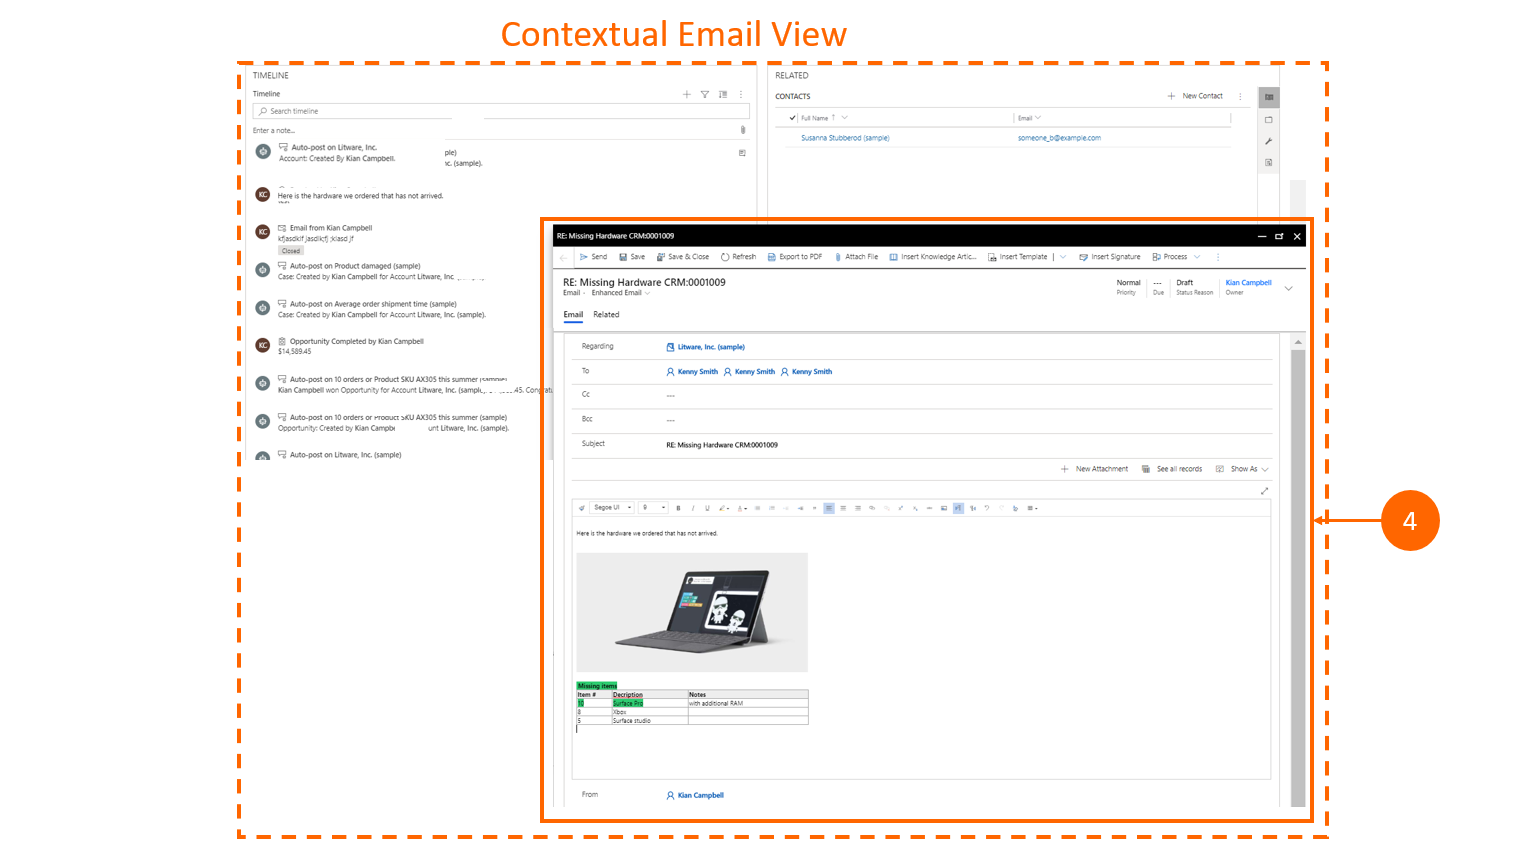 Contextual Email View
TIMELINE
Timeline
Search timeline
Enter a note...
Auto-post on Litware, Inc.
Account: Created By Kian Campbell.
ple)
nc. (sample).
KC
Here is the hardware we ordered that has not arrived.
KC
Email from Kian Campbell
kfjasdklf jasdlkcfj ;klasd jf
Closed
Auto-post on Product damaged (sample)
Case: Created by Kian Campbell for Account Litware, Inc.
Auto-post on Average order shipment time (sample)
Case: Created by Kian Campbell for Account Litware, Inc. (sample).
KC
Opportunity Completed by Kian Campbell
$14,589.45
Auto-post on 10 orders or Product SKU AX305 this summer (sample)
Kian Campbell won Opportunity for Account Litware, Inc. (sample
Auto-post on 10 orders or Product SKU AX305 this summer (sample)
Opportunity: Created by Kian Campbe
unt Litware, Inc. (sample).
Auto-post on Litware, Inc. (sample)
RELATED
CONTACTS
New Contact
Full Name
Email
Susanna Stubberod (sample)
someone_b@example.com
RE: Missing Hardware CRM:0001009
Send
Save
Save & Close
Refresh
Export to PDF
Attach File
Insert Knowledge Artic...
Insert Template
Insert Signature
Process
RE: Missing Hardware CRM:0001009
Email · Enhanced Email
Normal
Priority
---
Due
Draft
Status Reason
Kian Campbell
Owner
Email
Related
Regarding
Litware, Inc. (sample)
To
Kenny Smith
Kenny Smith
Kenny Smith
Cc
---
Bcc
---
Subject
RE: Missing Hardware CRM:0001009
New Attachment
See all records
Show As
Segoe UI
9
B
I
U
Here is the hardware we ordered that has not arrived.
Missing items
Item # Decription Notes
10 Surface Pro with additional RAM
8 Xbox
5 Surface studio
From
Kian Campbell
4